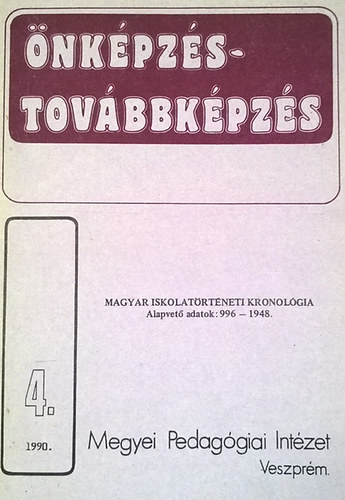 ÖNKÉPZÉS-
TOVÁBBKÉPZÉS
MAGYAR ISKOLATÖRTÉNETI KRONOLÓGIA
Alapvető adatok: 996 – 1948.
4.
1990.
Megyei Pedagógiai Intézet
Veszprém.